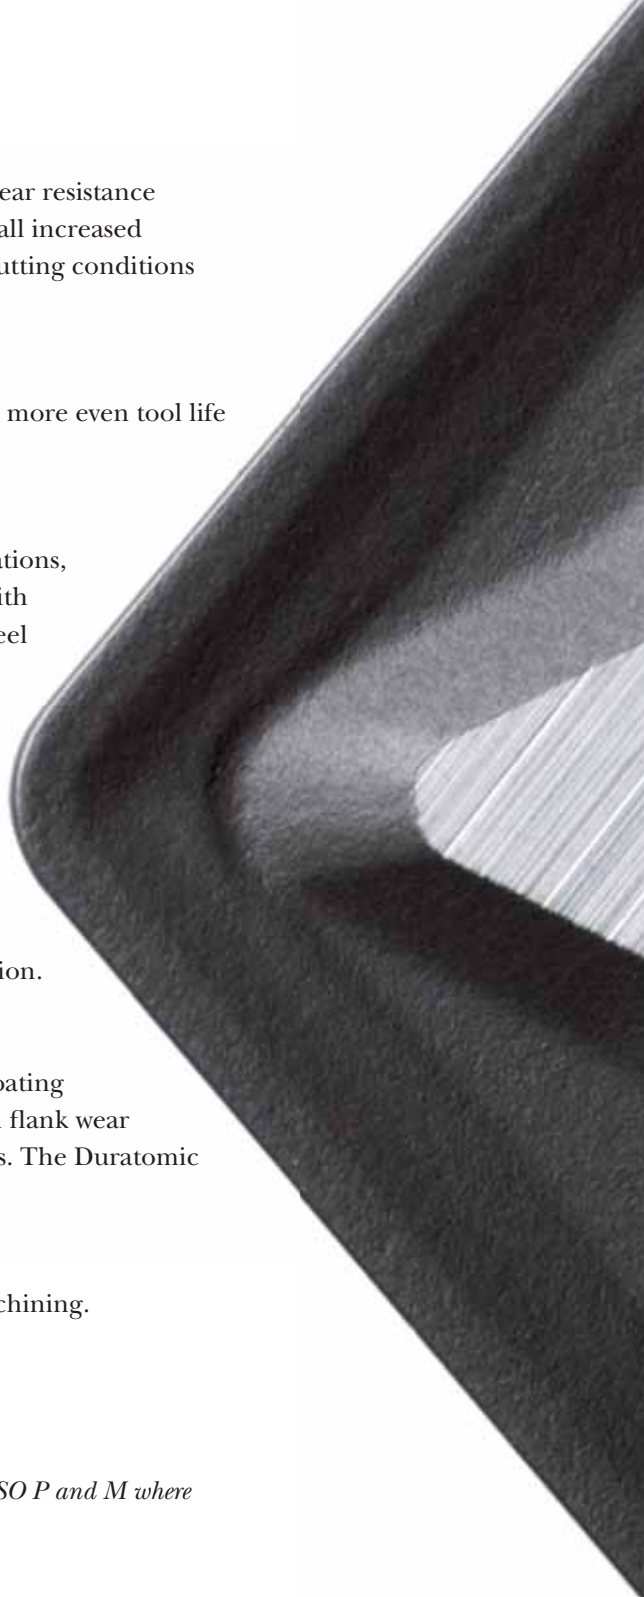 ear resistance
all increased
utting conditions
more even tool life
ations,
ith
eel
ion.
oating
flank wear
s. The Duratomic
chining.
SO P and M where